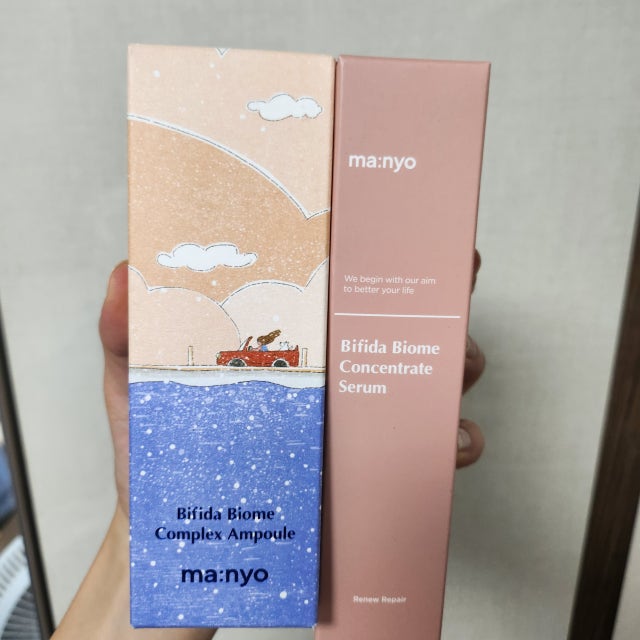 Bifida Biome
Complex Ampoule
ma:nyo
ma:nyo
We begin with our aim
to better your life
Bifida Biome
Concentrate
Serum
Renew Repair